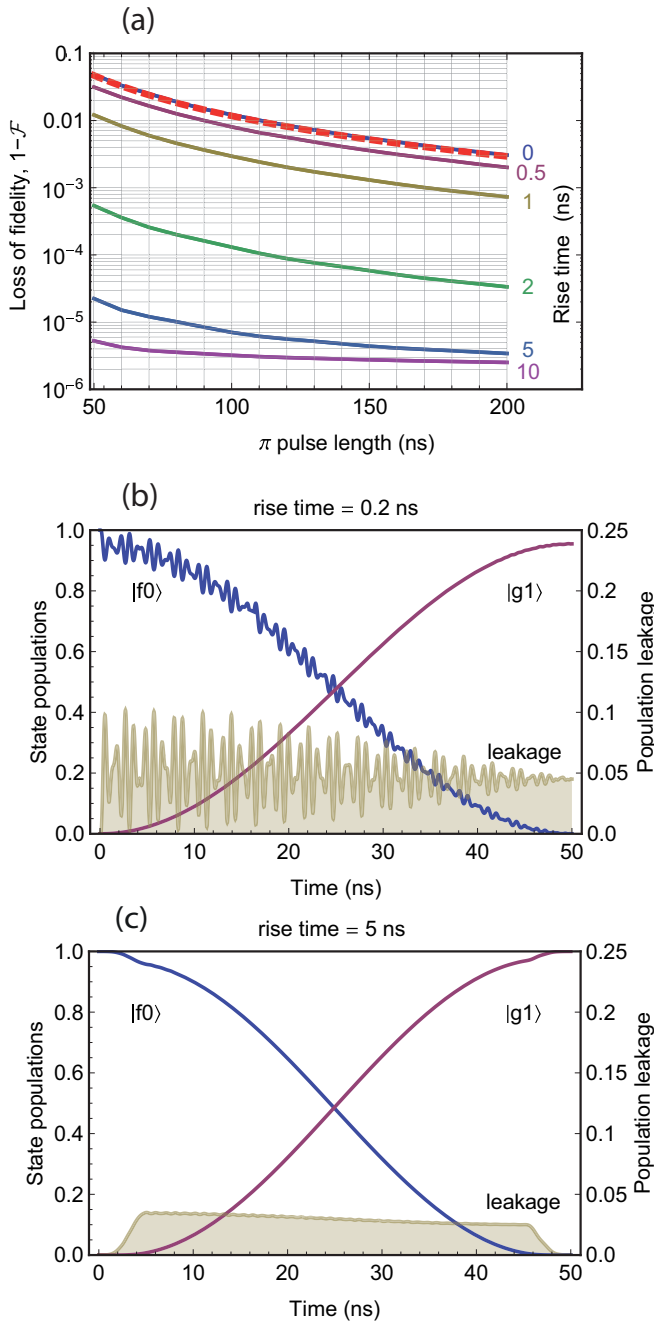 (a)
0.1
0.01
10⁻³
10⁻⁴
10⁻⁵
10⁻⁶
Loss of fidelity, 1-ℱ
0
0.5
1
2
5
10
Rise time (ns)
50 100 150 200
π pulse length (ns)
(b)
rise time = 0.2 ns
1.0
0.8
0.6
0.4
0.2
0.0
State populations
|f0⟩
|g1⟩
leakage
0.25
0.20
0.15
0.10
0.05
0.00
Population leakage
0 10 20 30 40 50
Time (ns)
(c)
rise time = 5 ns
1.0
0.8
0.6
0.4
0.2
0.0
State populations
|f0⟩
|g1⟩
leakage
0.25
0.20
0.15
0.10
0.05
0.00
Population leakage
0 10 20 30 40 50
Time (ns)